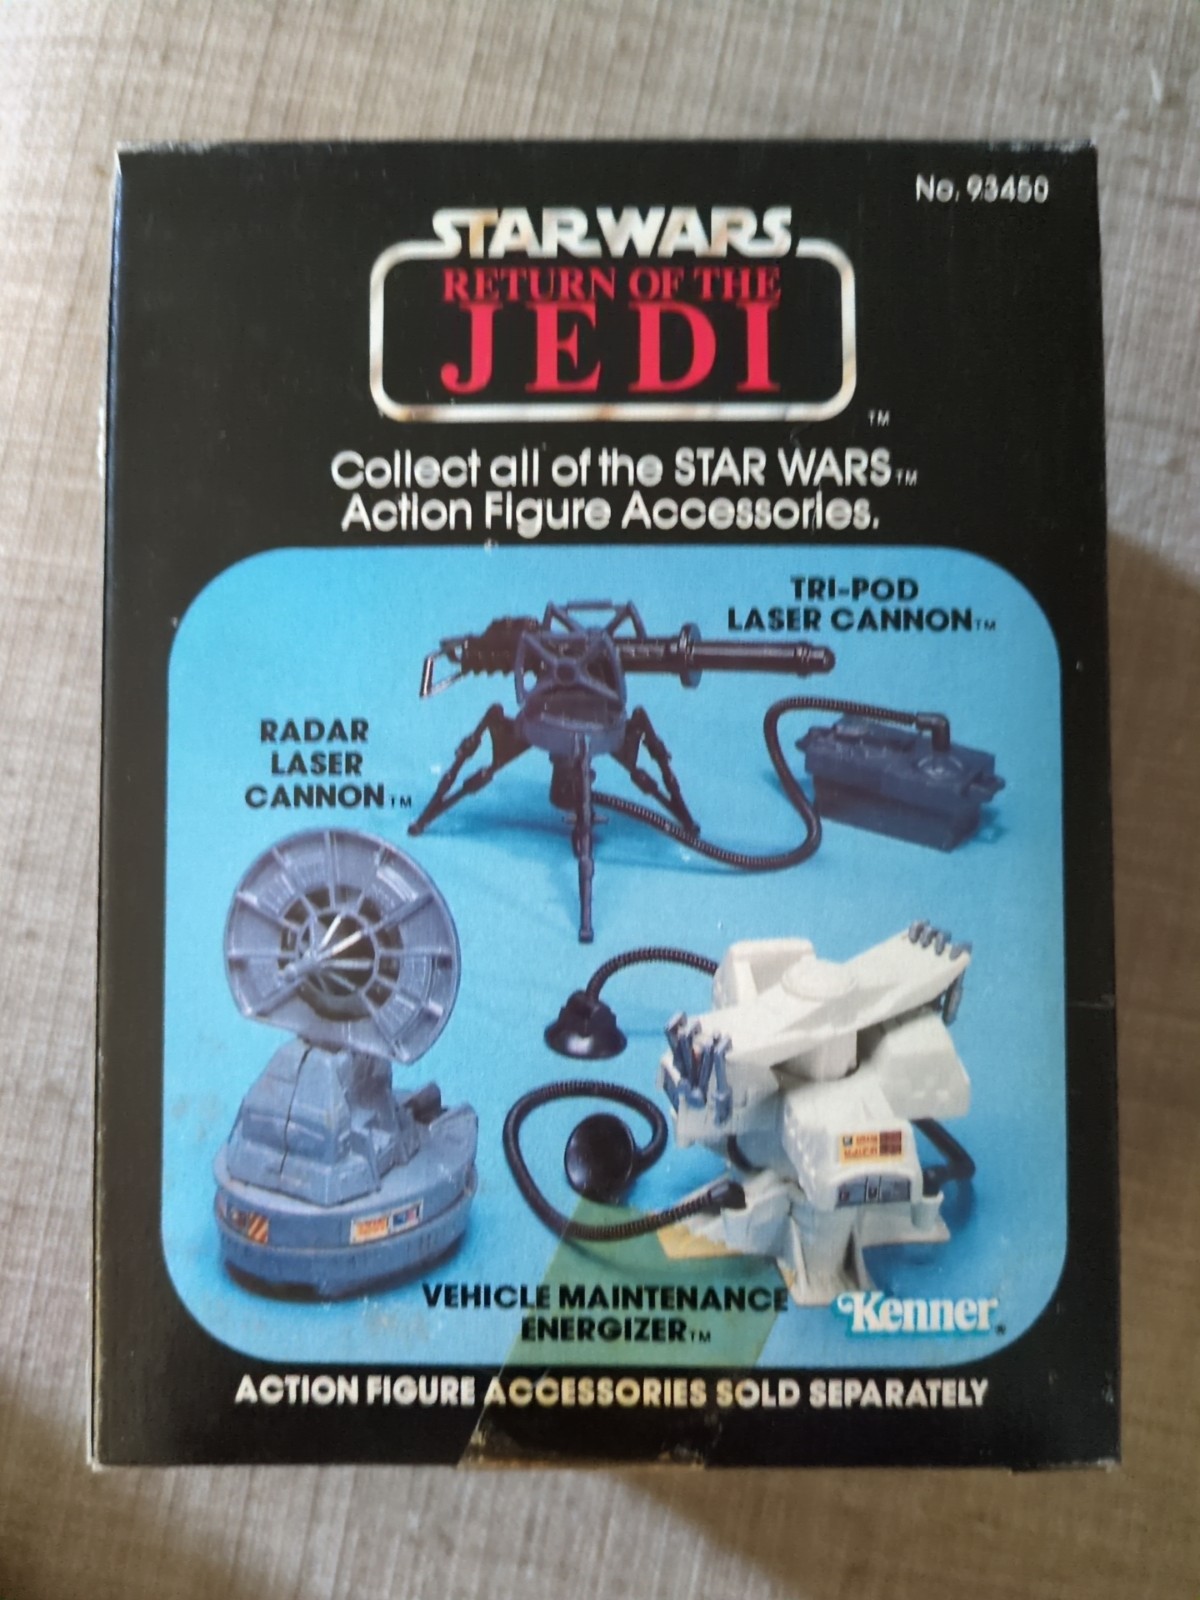 No. 93450
STAR WARS
RETURN OF THE
JEDI
TM
Collect all of the STAR WARS TM
Action Figure Accessories.
TRI-POD
LASER CANNON TM
RADAR
LASER
CANNON TM
VEHICLE MAINTENANCE
ENERGIZER TM
Kenner
ACTION FIGURE ACCESSORIES SOLD SEPARATELY